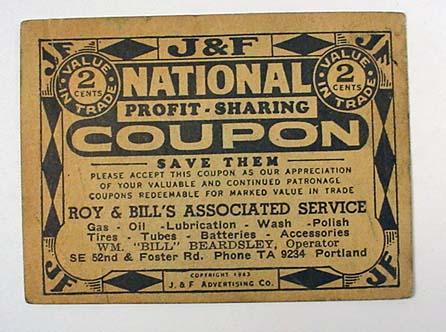 JF
J&F
JF
VALUE 2 CENTS IN TRADE
NATIONAL
VALUE 2 CENTS IN TRADE
PROFIT-SHARING
COUPON
SAVE THEM
PLEASE ACCEPT THIS COUPON AS OUR APPRECIATION
OF YOUR VALUABLE AND CONTINUED PATRONAGE
COUPONS REDEEMABLE FOR MARKED VALUE IN TRADE
ROY & BILL'S ASSOCIATED SERVICE
Gas - Oil -Lubrication - Wash -Polish
Tires - Tubes - Batteries - Accessories
WM. "BILL" BEARDSLEY, Operator
SE 52nd & Foster Rd. Phone TA 9234 Portland
JF
COPYRIGHT 1943
J. & F ADVERTISING CO.
JF